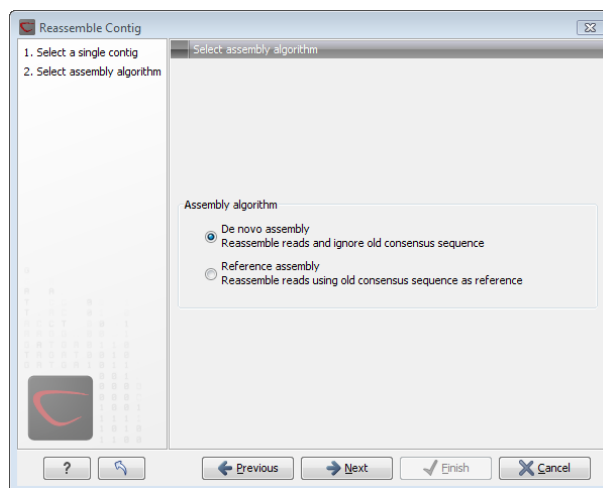 Reassemble Contig
1. Select a single contig
2. Select assembly algorithm
Select assembly algorithm
Assembly algorithm
De novo assembly
Reassemble reads and ignore old consensus sequence
Reference assembly
Reassemble reads using old consensus sequence as reference
?
Previous
Next
Finish
Cancel